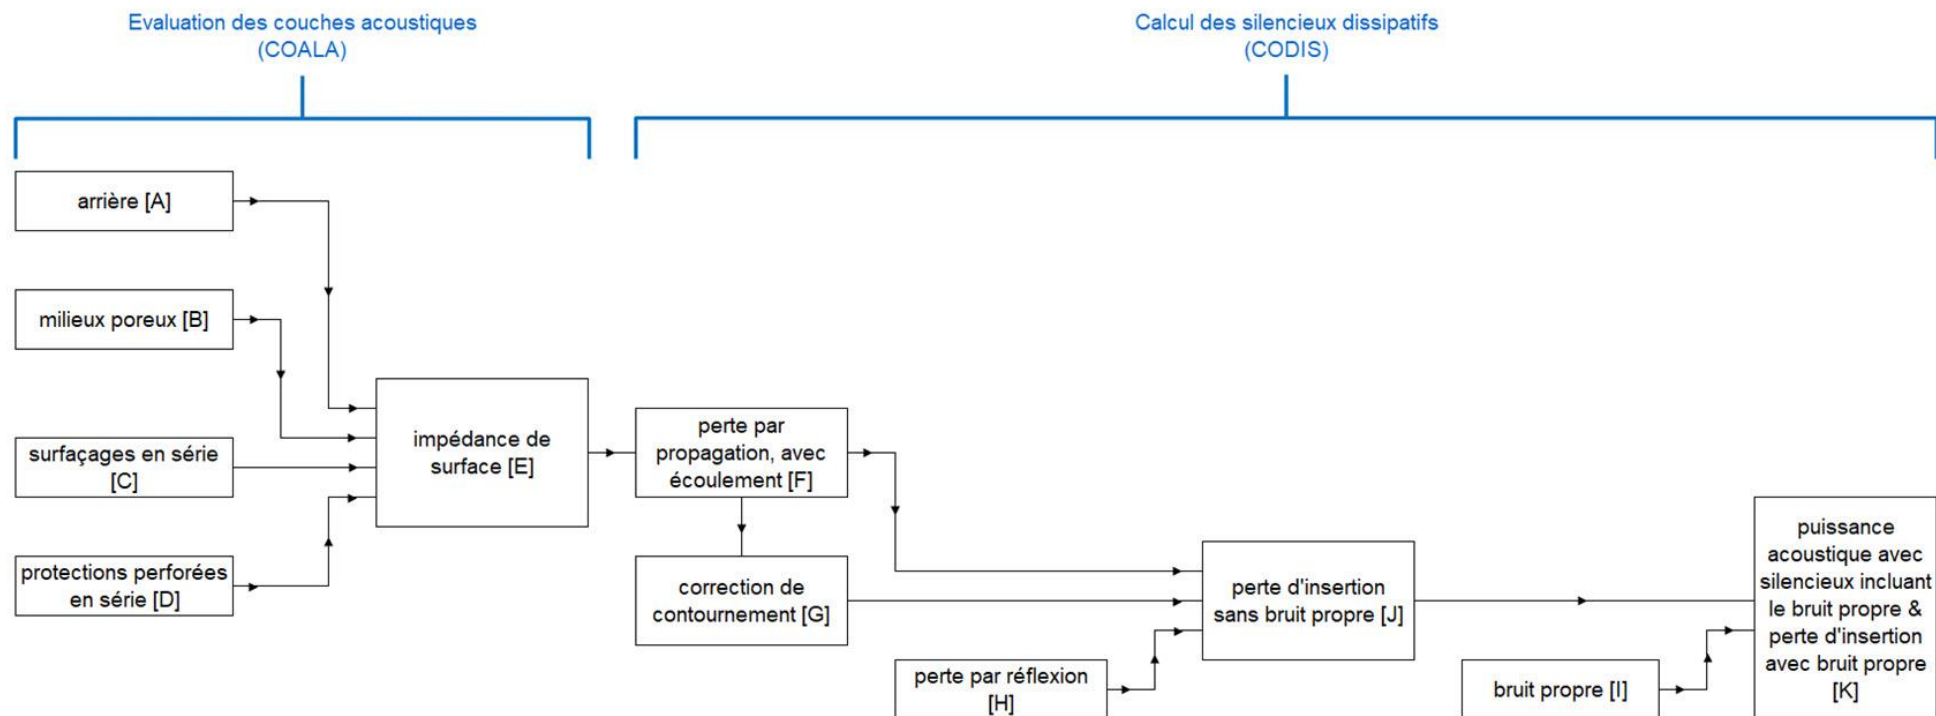 Evaluation des couches acoustiques
(COALA)
Calcul des silencieux dissipatifs
(CODIS)
arrière [A]
milieux poreux [B]
surfaçages en série
[C]
protections perforées
en série [D]
impédance de
surface [E]
perte par
propagation, avec
écoulement [F]
correction de
contournement [G]
perte par réflexion
[H]
perte d'insertion
sans bruit propre [J]
bruit propre [I]
puissance
acoustique avec
silencieux incluant
le bruit propre &
perte d'insertion
avec bruit propre
[K]